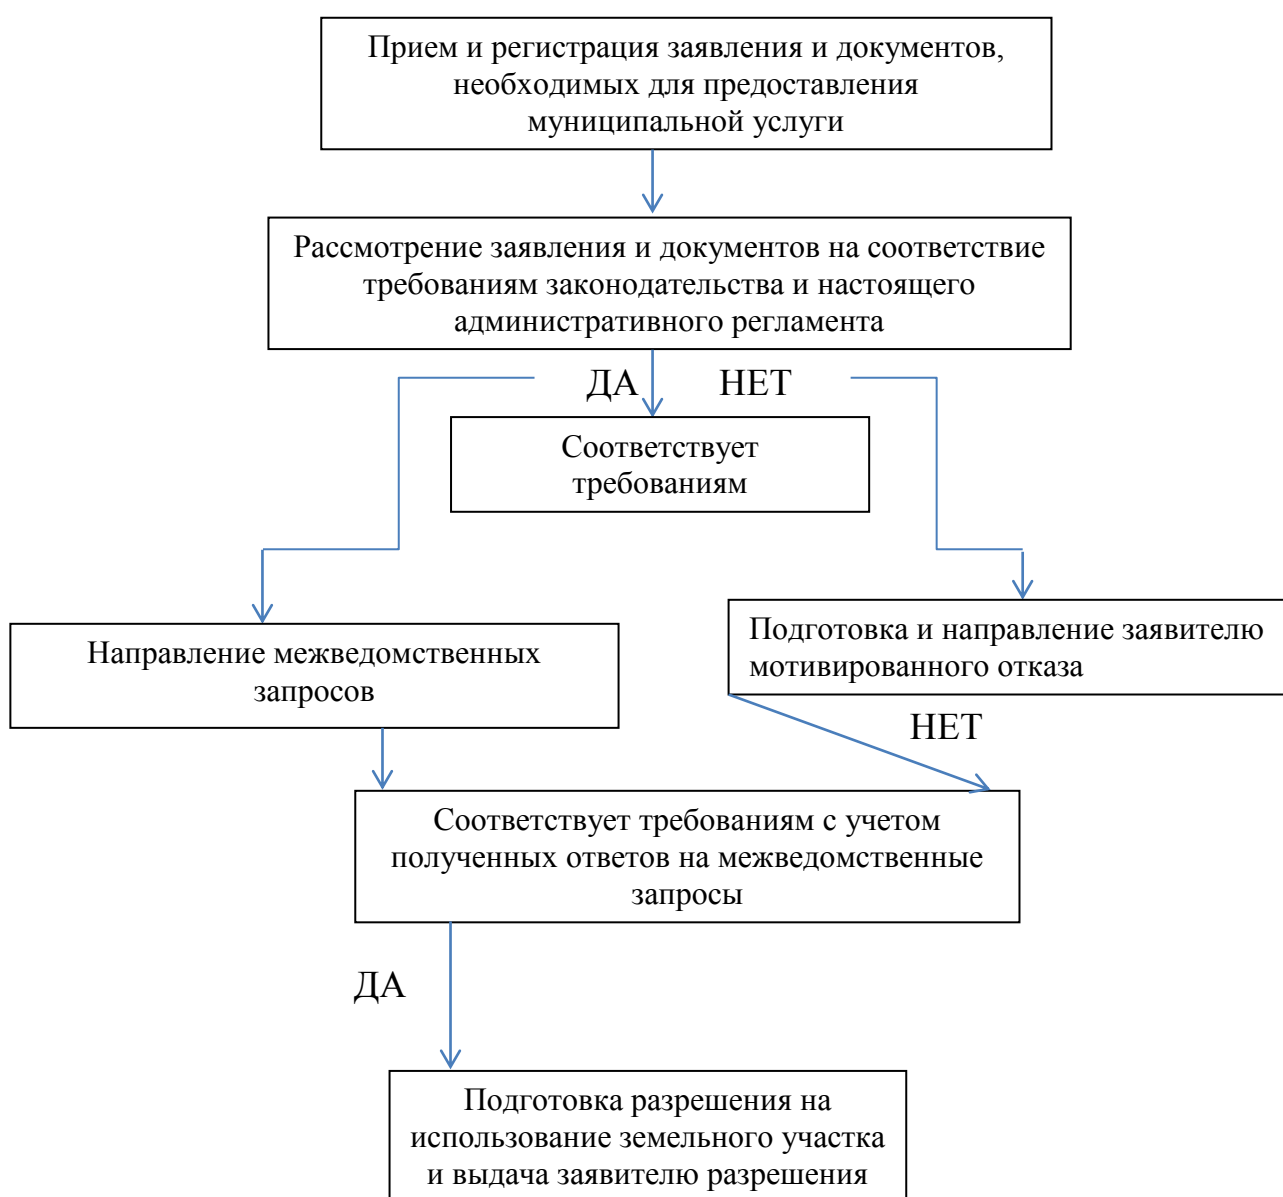 Прием и регистрация заявления и документов,
необходимых для предоставления
муниципальной услуги
Рассмотрение заявления и документов на соответствие
требованиям законодательства и настоящего
административного регламента
ДА
НЕТ
Соответствует
требованиям
Направление межведомственных
запросов
Подготовка и направление заявителю
мотивированного отказа
НЕТ
Соответствует требованиям с учетом
полученных ответов на межведомственные
запросы
ДА
Подготовка разрешения на
использование земельного участка
и выдача заявителю разрешения